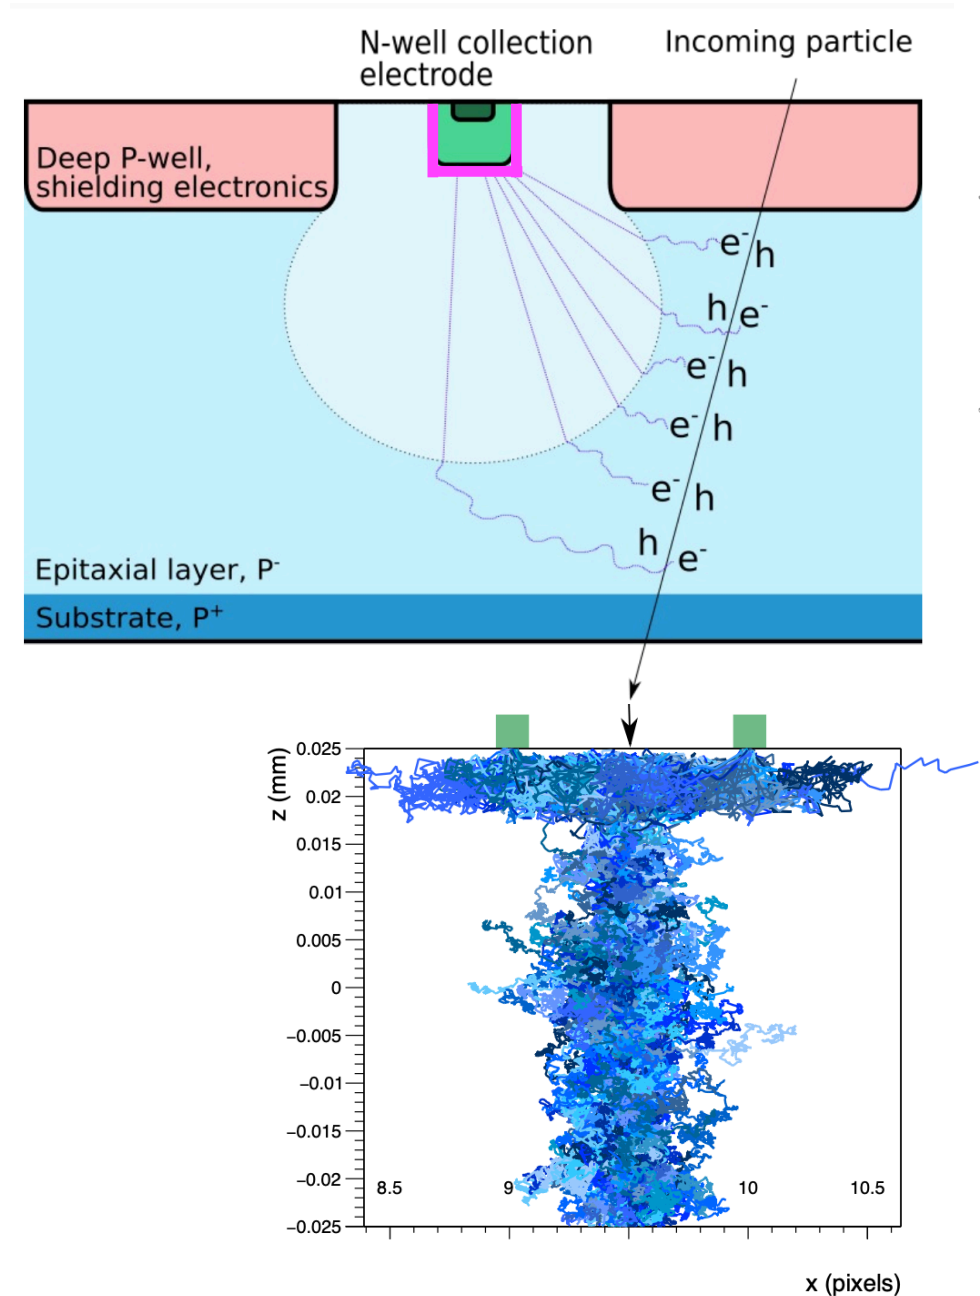 N-well collection
electrode
Incoming particle
Deep P-well,
shielding electronics
e⁻ h
h e⁻
e⁻ h
e⁻ h
e⁻ h
h e⁻
Epitaxial layer, P⁻
Substrate, P⁺
z (mm)
0.025
0.02
0.015
0.01
0.005
0
−0.005
−0.01
−0.015
−0.02
−0.025
8.5 9 10 10.5
x (pixels)